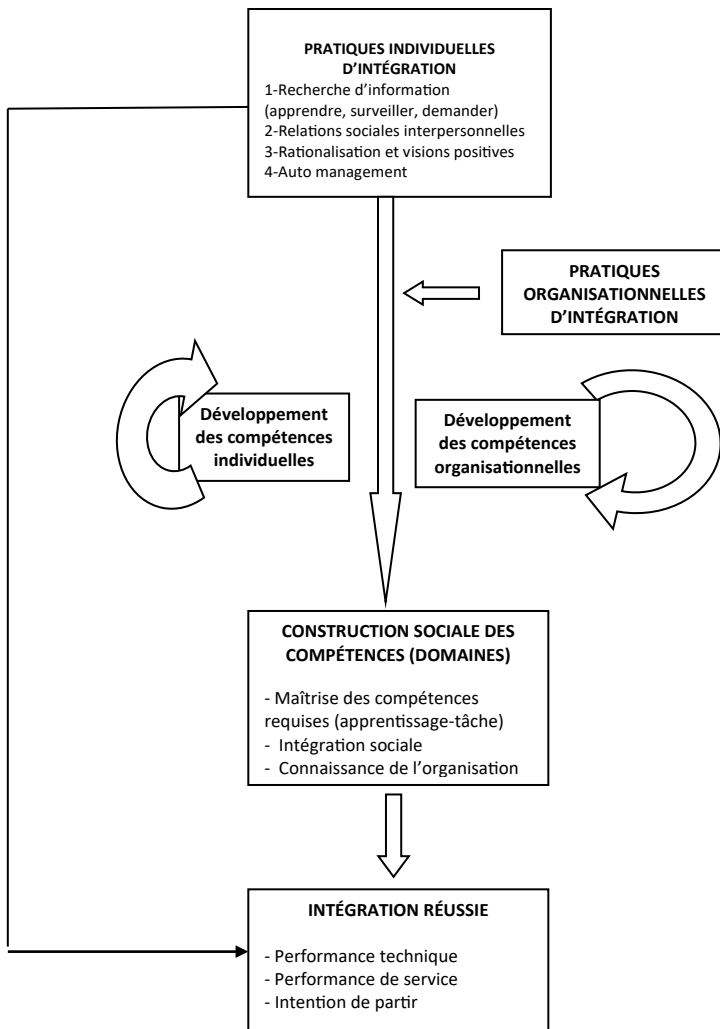 PRATIQUES INDIVIDUELLES
D’INTÉGRATION
1-Recherche d’information
(apprendre, surveiller, demander)
2-Relations sociales interpersonnelles
3-Rationalisation et visions positives
4-Auto management
PRATIQUES
ORGANISATIONNELLES
D’INTÉGRATION
Développement
des compétences
individuelles
Développement
des compétences
organisationnelles
CONSTRUCTION SOCIALE DES
COMPÉTENCES (DOMAINES)
- Maîtrise des compétences
requises (apprentissage-tâche)
- Intégration sociale
- Connaissance de l’organisation
INTÉGRATION RÉUSSIE
- Performance technique
- Performance de service
- Intention de partir